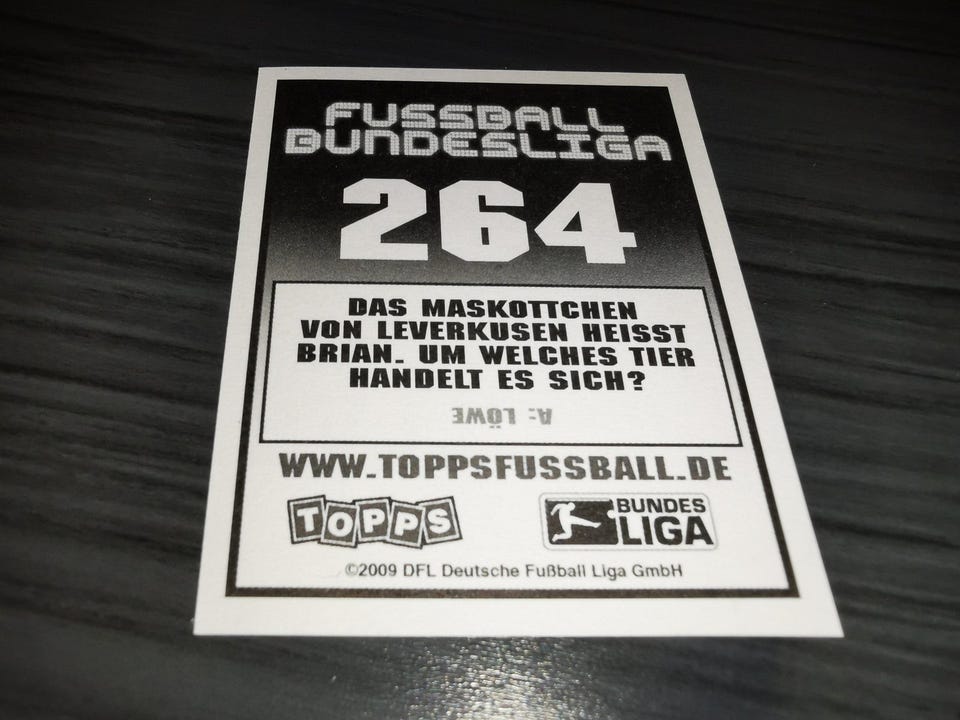 FUSSBALL
BUNDESLIGA
264
DAS MASKOTTCHEN
VON LEVERKUSEN HEISST
BRIAN. UM WELCHES TIER
HANDELT ES SICH?
A: LÖWE
WWW.TOPPSFUSSBALL.DE
TOPPS
BUNDES
LIGA
©2009 DFL Deutsche Fußball Liga GmbH